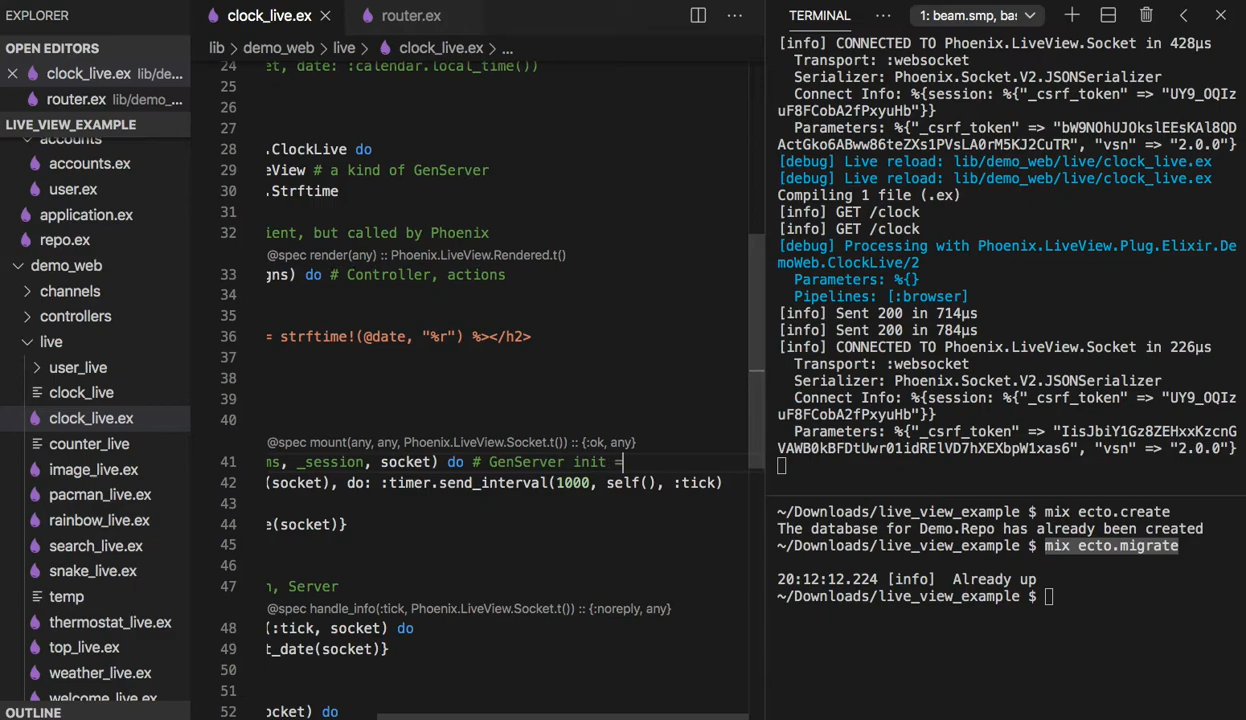 EXPLORER
OPEN EDITORS
clock_live.ex lib/de...
router.ex lib/demo_...
LIVE_VIEW_EXAMPLE
accounts
accounts.ex
user.ex
application.ex
repo.ex
demo_web
channels
controllers
live
user_live
clock_live
clock_live.ex
counter_live
image_live.ex
pacman_live.ex
rainbow_live.ex
search_live.ex
snake_live.ex
temp
thermostat_live.ex
top_live.ex
weather_live.ex
welcome_live.ex
OUTLINE
clock_live.ex
router.ex
...
lib > demo_web > live > clock_live.ex > ...
24 et, date: :calendar.local_time())
25
26
27
28 .ClockLive do
29 eView # a kind of GenServer
30 .Strftime
31
32 ient, but called by Phoenix
@spec render(any) :: Phoenix.LiveView.Rendered.t()
33 gns) do # Controller, actions
34
35
36 = strftime!(@date, "%r") %></h2>
37
38
39
40
@spec mount(any, any, Phoenix.LiveView.Socket.t()) :: {:ok, any}
41 ms, _session, socket) do # GenServer init =
42 (socket), do: :timer.send_interval(1000, self(), :tick)
43
44 e(socket)}
45
46
47 n, Server
@spec handle_info(:tick, Phoenix.LiveView.Socket.t()) :: {:noreply, any}
48 (:tick, socket) do
49 t_date(socket)}
50
51
52 ocket) do
TERMINAL ... 1: beam.smp, bas
[info] CONNECTED TO Phoenix.LiveView.Socket in 428µs
Transport: :websocket
Serializer: Phoenix.Socket.V2.JSONSerializer
Connect Info: %{session: %{"_csrf_token" => "UY9_OQIz
uF8FCobA2fPxyuHb"}}
Parameters: %{"_csrf_token" => "bW9NOhUJOkslEEsKAl8QD
ActGko6ABww86teZXs1PVsLA0rM5KJ2CuTR", "vsn" => "2.0.0"}
[debug] Live reload: lib/demo_web/live/clock_live.ex
[debug] Live reload: lib/demo_web/live/clock_live.ex
Compiling 1 file (.ex)
[info] GET /clock
[info] GET /clock
[debug] Processing with Phoenix.LiveView.Plug.Elixir.De
moWeb.ClockLive/2
Parameters: %{}
Pipelines: [:browser]
[info] Sent 200 in 714µs
[info] Sent 200 in 784µs
[info] CONNECTED TO Phoenix.LiveView.Socket in 226µs
Transport: :websocket
Serializer: Phoenix.Socket.V2.JSONSerializer
Connect Info: %{session: %{"_csrf_token" => "UY9_OQIz
uF8FCobA2fPxyuHb"}}
Parameters: %{"_csrf_token" => "IisJbiY1Gz8ZEHxxKzcnG
VAWB0kBFDtUwr01idRElVD7hXEXbpW1xas6", "vsn" => "2.0.0"}
~/Downloads/live_view_example $ mix ecto.create
The database for Demo.Repo has already been created
~/Downloads/live_view_example $ mix ecto.migrate
20:12:12.224 [info] Already up
~/Downloads/live_view_example $